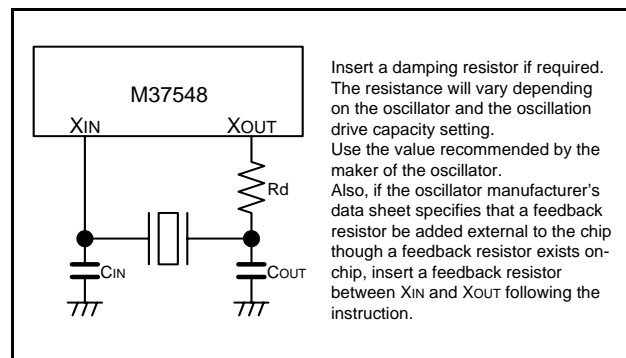 M37548
XIN XOUT
Rd
CIN COUT
Insert a damping resistor if required.
The resistance will vary depending
on the oscillator and the oscillation
drive capacity setting.
Use the value recommended by the
maker of the oscillator.
Also, if the oscillator manufacturer's
data sheet specifies that a feedback
resistor be added external to the chip
though a feedback resistor exists on-
chip, insert a feedback resistor
between XIN and XOUT following the
instruction.